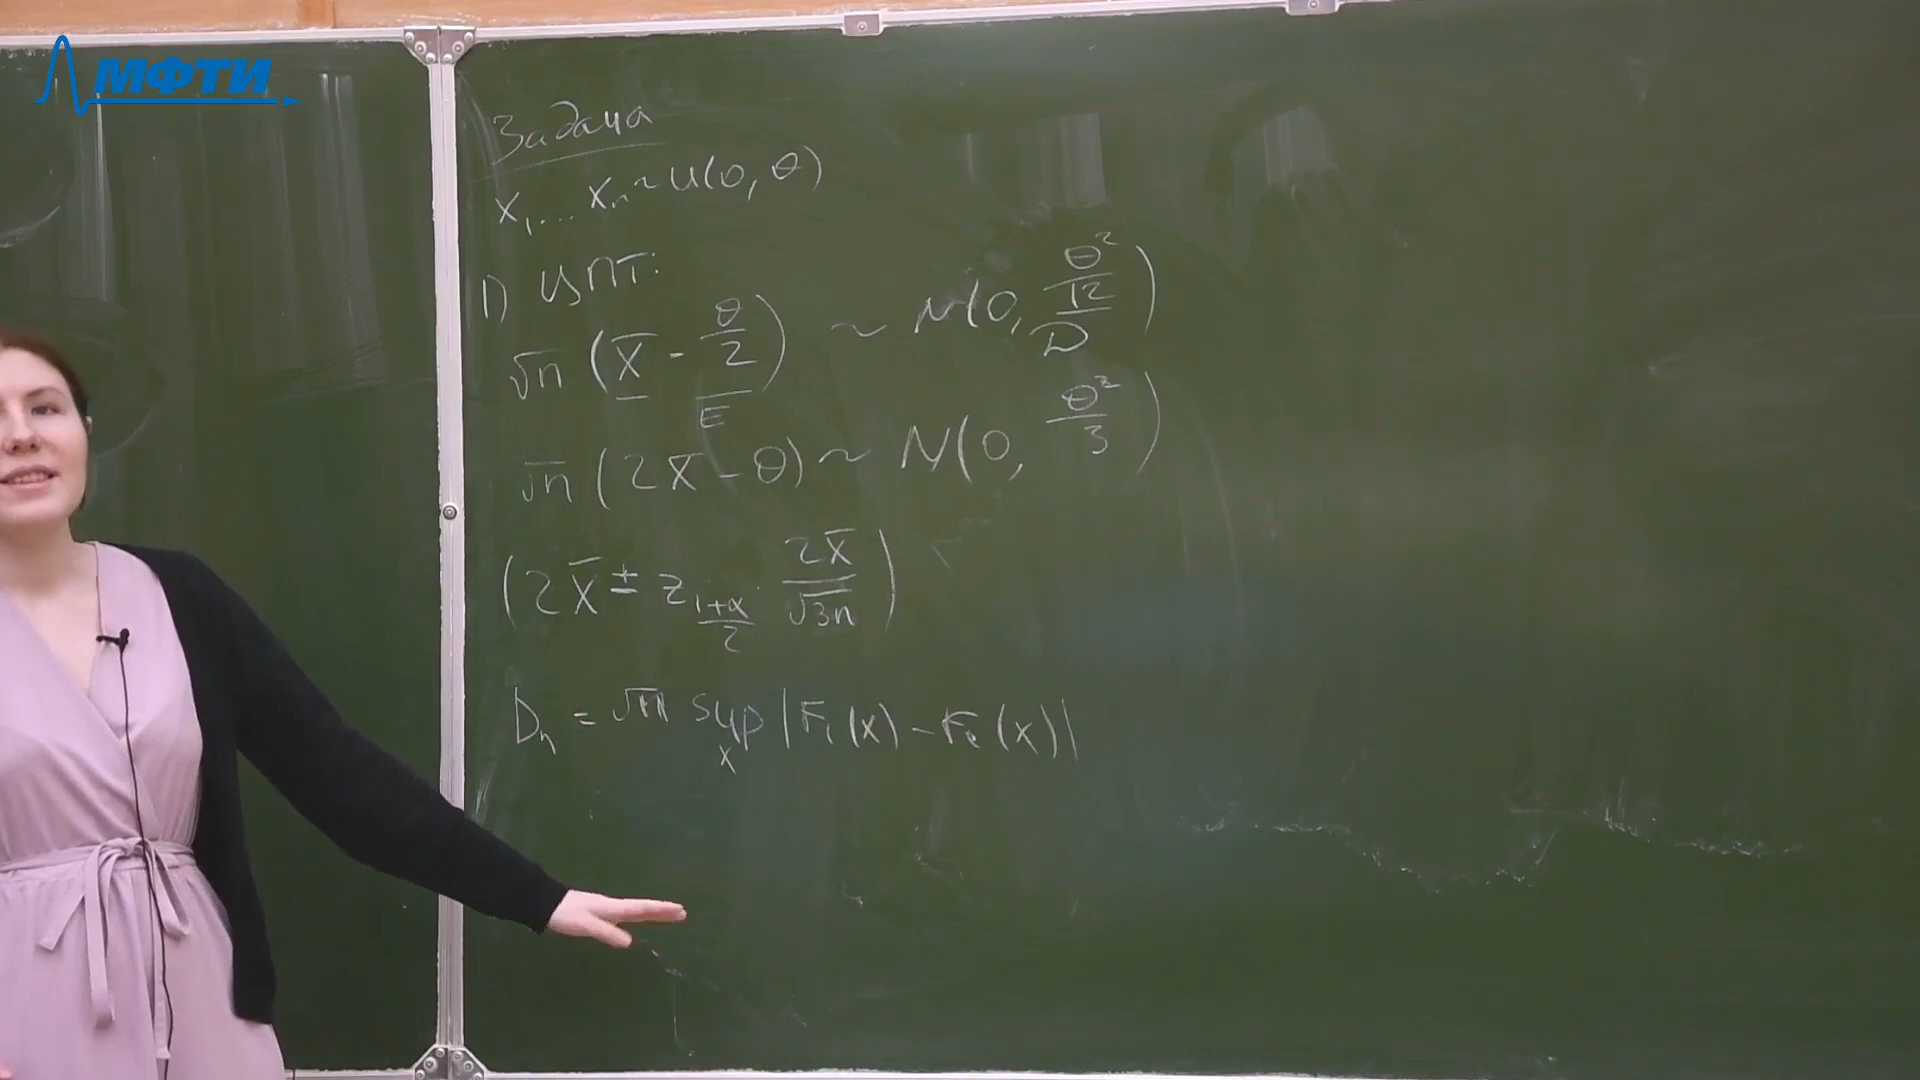 МФТИ
Задача
X₁, ... Xₙ ~ U(0, θ)
1) ЦПТ:
√n (X̄ - θ/2) ~ N(0, θ²/12)
E D
√n (2X̄ - θ) ~ N(0, θ²/3)
(2X̄ ± z_{(1+α)/2} · 2X̄/√3n)
Dₙ = √n sup_x |F₁(x) - F₂(x)|